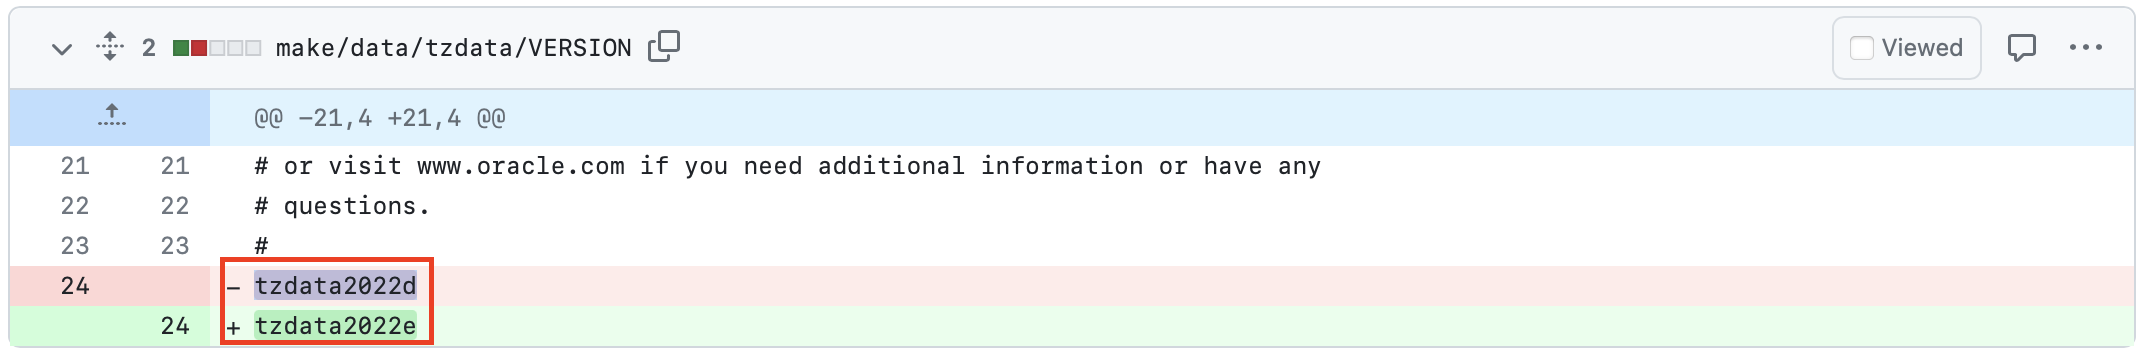 2 make/data/tzdata/VERSION Viewed
@@ -21,4 +21,4 @@
21 21 # or visit www.oracle.com if you need additional information or have any
22 22 # questions.
23 23 #
24 - tzdata2022d
24 + tzdata2022e